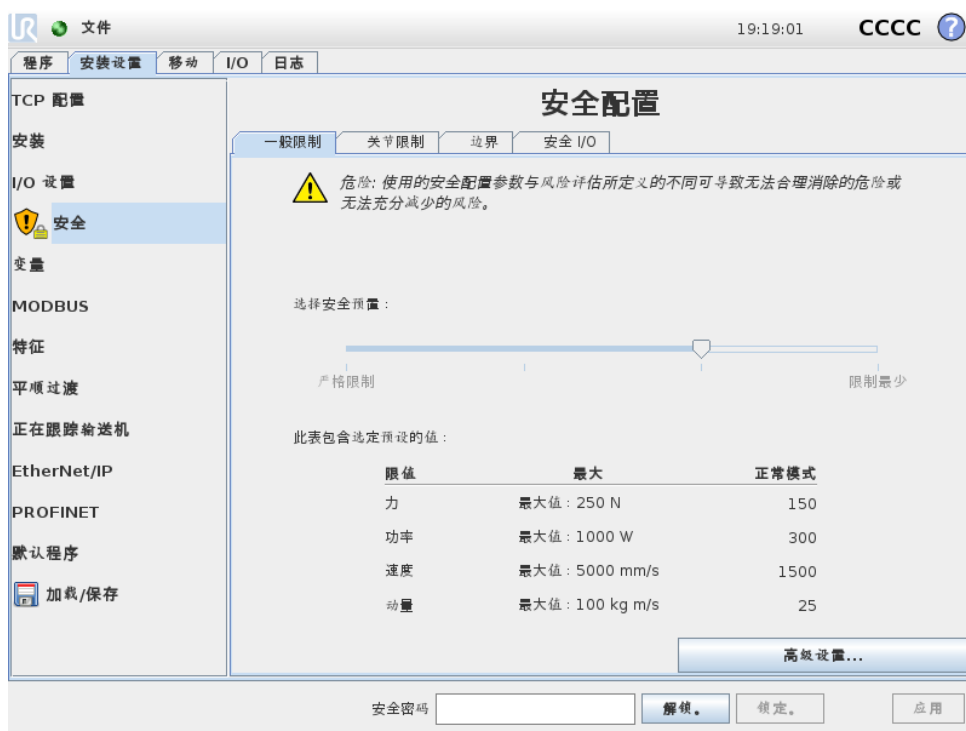 UR 文件 19:19:01 CCCC ?
程序 安装设置 移动 I/O 日志
TCP 配置
安装
I/O 设置
安全
变量
MODBUS
特征
平顺过渡
正在跟踪输送机
EtherNet/IP
PROFINET
默认程序
加载/保存
安全配置
一般限制 关节限制 边界 安全 I/O
危险: 使用的安全配置参数与风险评估所定义的不同可导致无法合理消除的危险或
无法充分减少的风险。
选择安全预置 :
严格限制 限制最少
此表包含选定预设的值 :
限值 最大 正常模式
力 最大值 : 250 N 150
功率 最大值 : 1000 W 300
速度 最大值 : 5000 mm/s 1500
动量 最大值 : 100 kg m/s 25
高级设置...
安全密码 解锁。 锁定。 应用